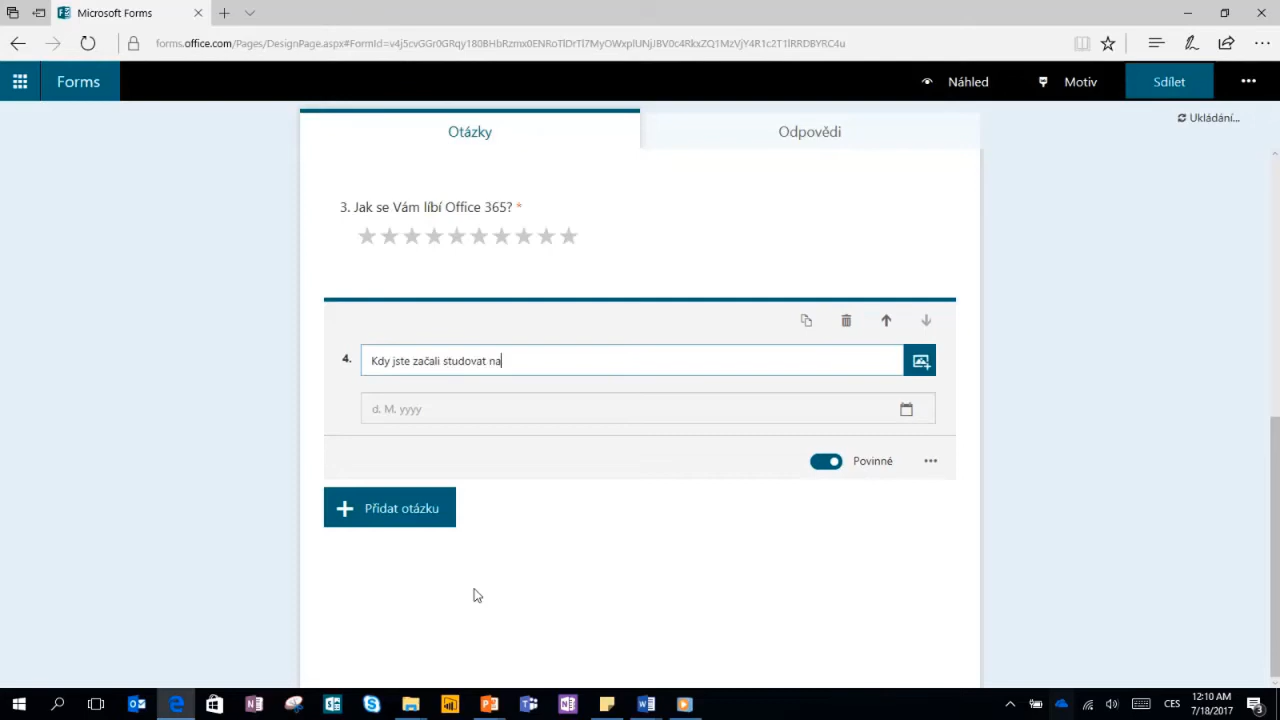 Microsoft Forms
forms.office.com/Pages/DesignPage.aspx#FormId=v4j5cvGGr0GRqy180BHbRzmx0ENRoTlDrTl7MyOWxplUNjJBV0c4RkxZQ1MzVjY4R1c2T1lRRDBYRC4u
Forms
Náhled
Motiv
Sdílet
Otázky
Odpovědi
Ukládání...
3. Jak se Vám líbí Office 365? *
4.
Kdy jste začali studovat na
d. M. yyyy
Povinné
Přidat otázku
12:10 AM
CES
7/18/2017
3